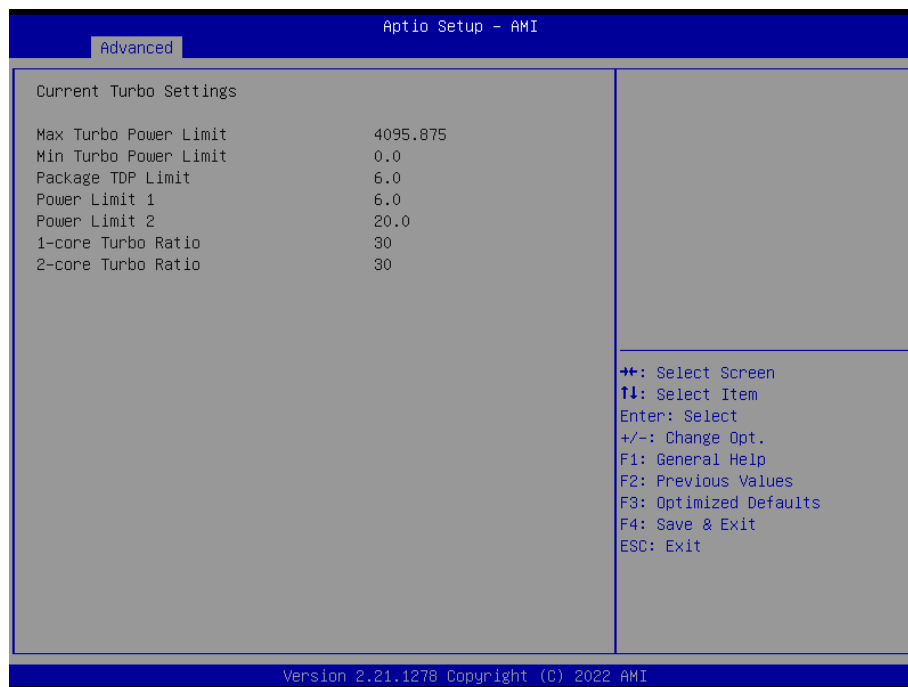 Aptio Setup – AMI
Advanced
Current Turbo Settings
Max Turbo Power Limit 4095.875
Min Turbo Power Limit 0.0
Package TDP Limit 6.0
Power Limit 1 6.0
Power Limit 2 20.0
1-core Turbo Ratio 30
2-core Turbo Ratio 30
→←: Select Screen
↑↓: Select Item
Enter: Select
+/-: Change Opt.
F1: General Help
F2: Previous Values
F3: Optimized Defaults
F4: Save & Exit
ESC: Exit
Version 2.21.1278 Copyright (C) 2022 AMI